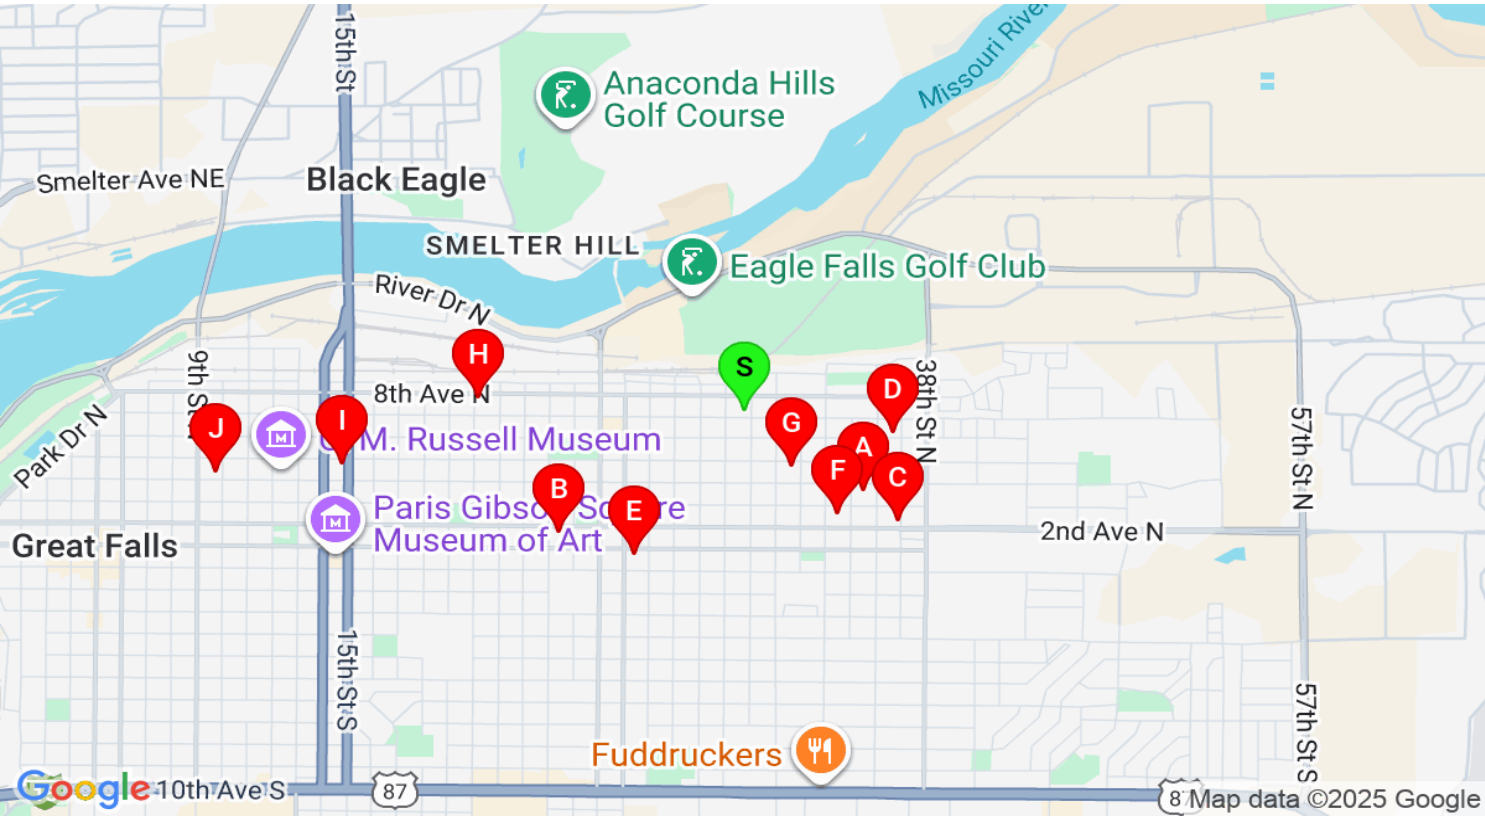 15th St
Missouri River
Anaconda Hills
Golf Course
Smelter Ave NE
Black Eagle
SMELTER HILL
Eagle Falls Golf Club
River Dr N
9th St N
H
S
8th Ave N
38th St N
D
J
I
G
M. Russell Museum
Park Dr N
57th St N
A
F
C
B
E
Paris Gibson Square
Museum of Art
2nd Ave N
Great Falls
15th St S
57th St S
Fuddruckers
Google
10th Ave S
87
87
Map data ©2025 Google